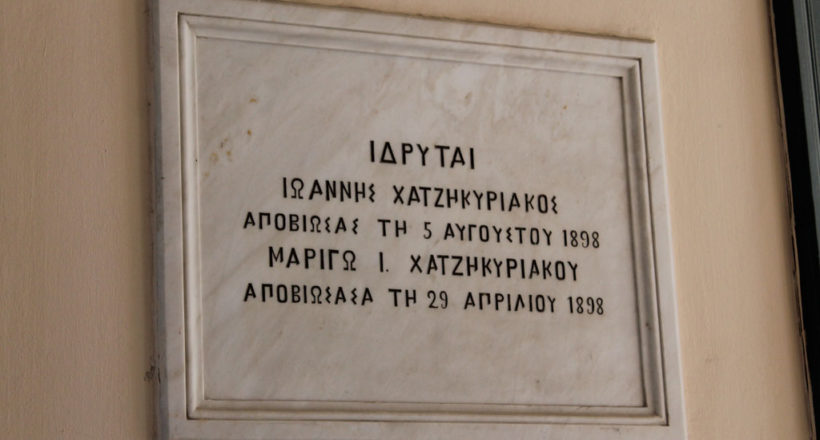 ΙΔΡΥΤΑΙ
ΙΩΑΝΝΗΣ ΧΑΤΖΗΚΥΡΙΑΚΟΣ
ΑΠΟΒΙΩΣΑΣ ΤΗ 5 ΑΥΓΟΥΣΤΟΥ 1898
ΜΑΡΙΓΩ Ι. ΧΑΤΖΗΚΥΡΙΑΚΟΥ
ΑΠΟΒΙΩΣΑΣΑ ΤΗ 29 ΑΠΡΙΛΙΟΥ 1898